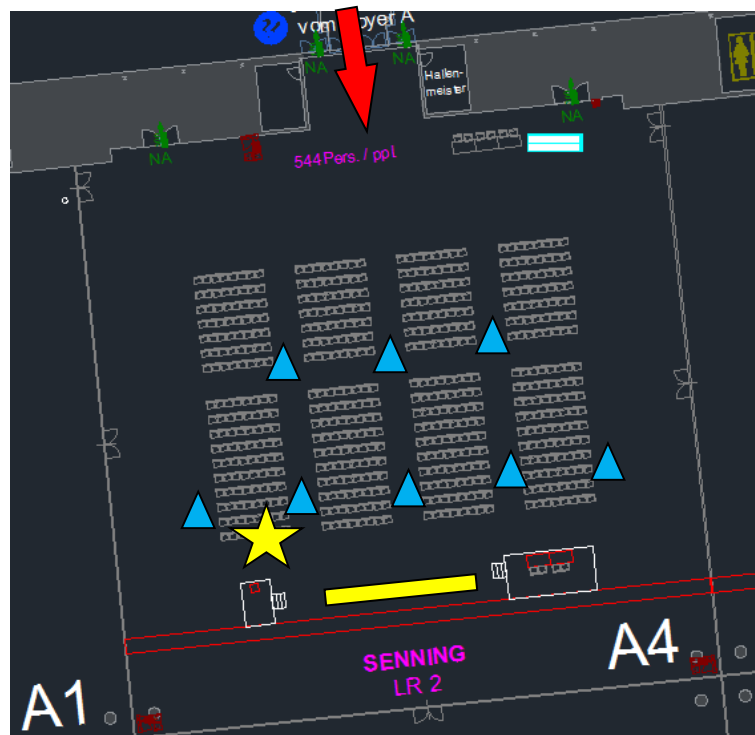 vom Foyer A
NA
NA
Hallen-
meister
NA
NA
544 Pers. / ppl.
SENNING
LR 2
A4
A1